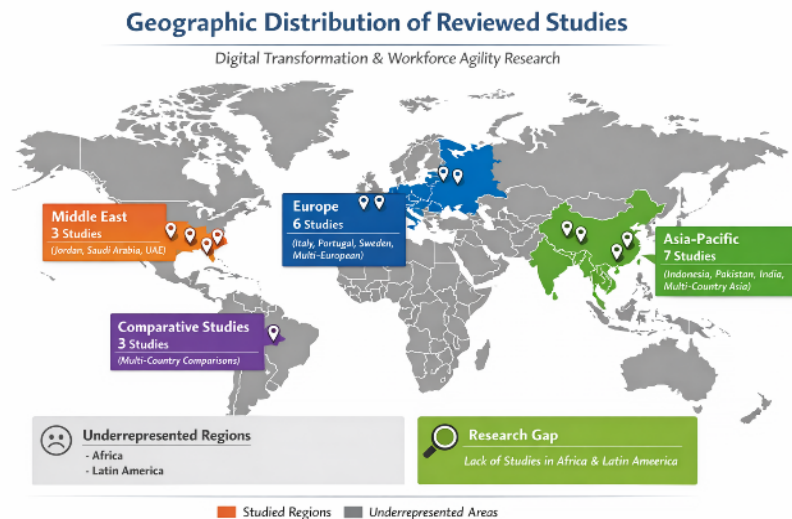 Geographic Distribution of Reviewed Studies
Digital Transformation & Workforce Agility Research
Middle East
3 Studies
(Jordan, Saudi Arabia, UAE)
Europe
6 Studies
(Italy, Portugal, Sweden,
Multi-European)
Asia-Pacific
7 Studies
(Indonesia, Pakistan, India,
Multi-Country Asia)
Comparative Studies
3 Studies
(Multi-Country Comparisons)
Underrepresented Regions
- Africa
- Latin America
Research Gap
Lack of Studies in Africa & Latin Ameerica
Studied Regions
Underrepresented Areas